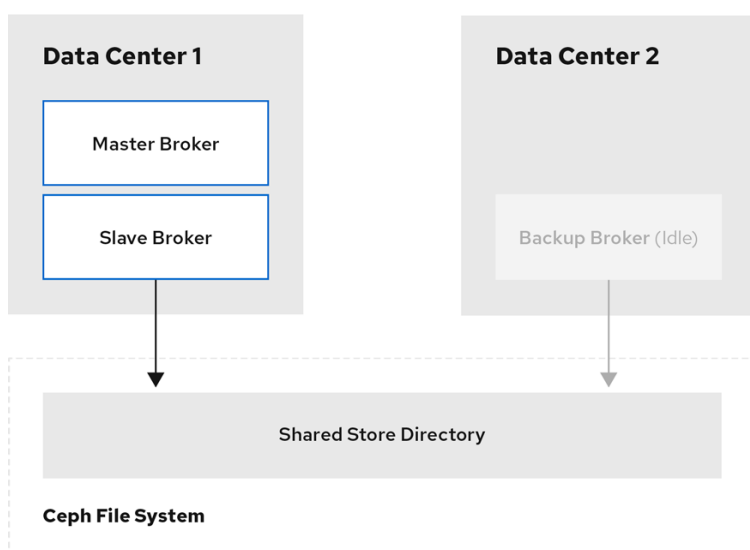 Data Center 1
Data Center 2
Master Broker
Slave Broker
Backup Broker (Idle)
Shared Store Directory
Ceph File System